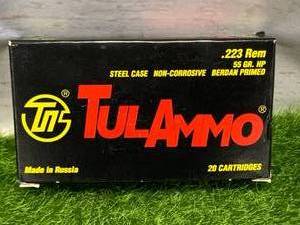 .223 Rem
55 GR. HP
STEEL CASE NON-CORROSIVE BERDAN PRIMED
TULAMMO®
Made in Russia
20 CARTRIDGES